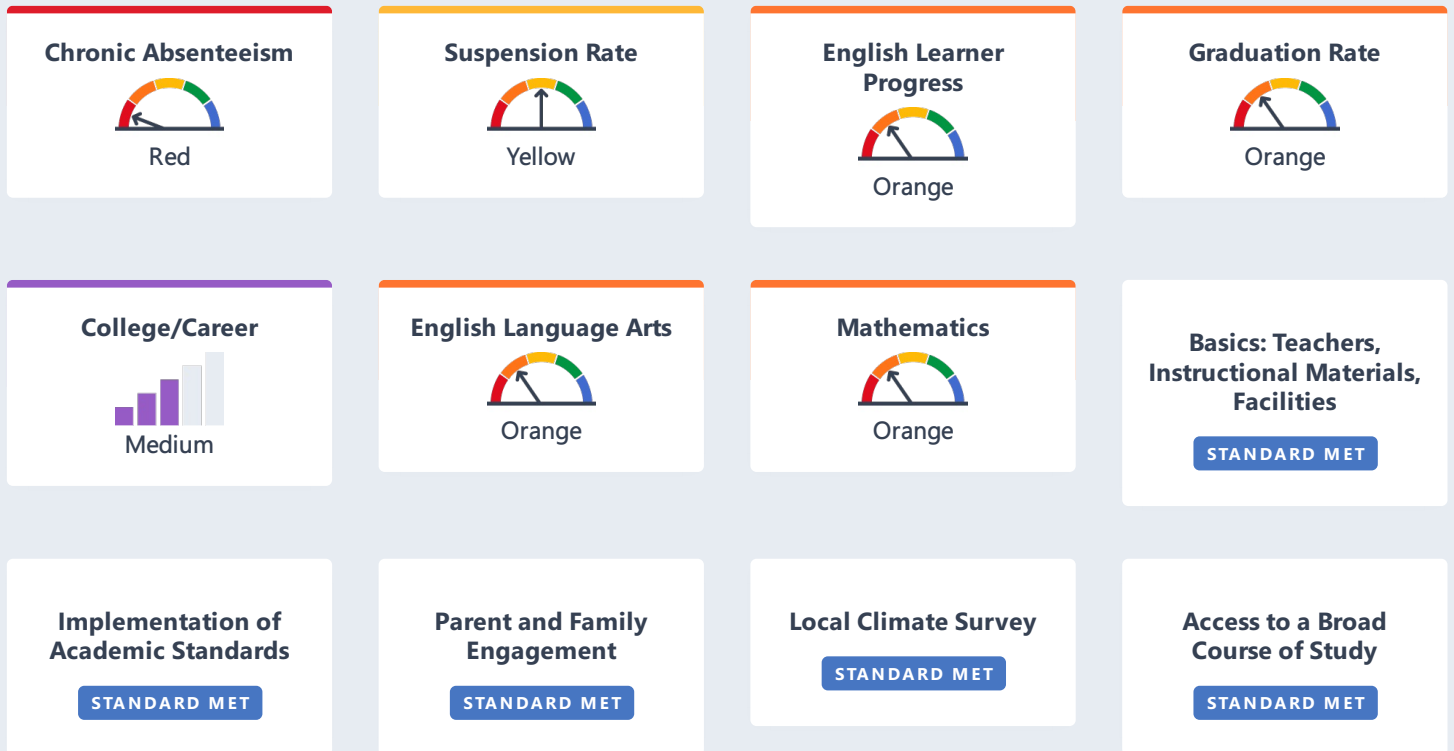 Chronic Absenteeism
Red
Suspension Rate
Yellow
English Learner
Progress
Orange
Graduation Rate
Orange
College/Career
Medium
English Language Arts
Orange
Mathematics
Orange
Basics: Teachers,
Instructional Materials,
Facilities
STANDARD MET
Implementation of
Academic Standards
STANDARD MET
Parent and Family
Engagement
STANDARD MET
Local Climate Survey
STANDARD MET
Access to a Broad
Course of Study
STANDARD MET